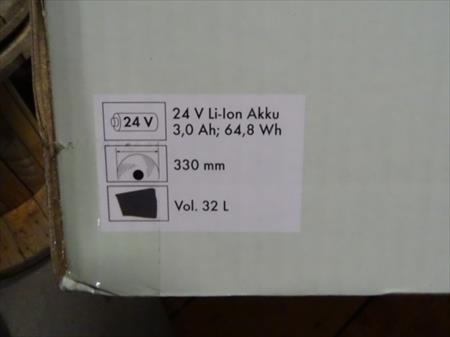 24 V
24 V Li-Ion Akku
3,0 Ah; 64,8 Wh
330 mm
Vol. 32 L